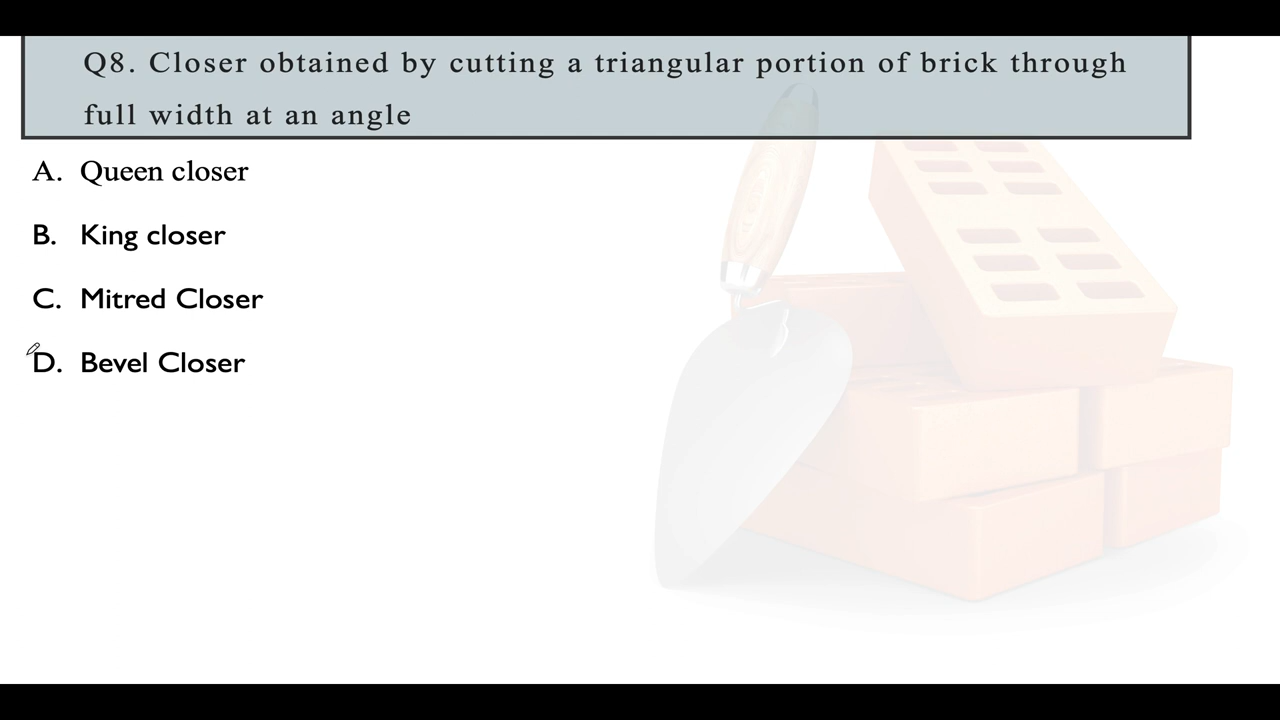 Q8. Closer obtained by cutting a triangular portion of brick through
full width at an angle
A. Queen closer
B. King closer
C. Mitred Closer
D. Bevel Closer